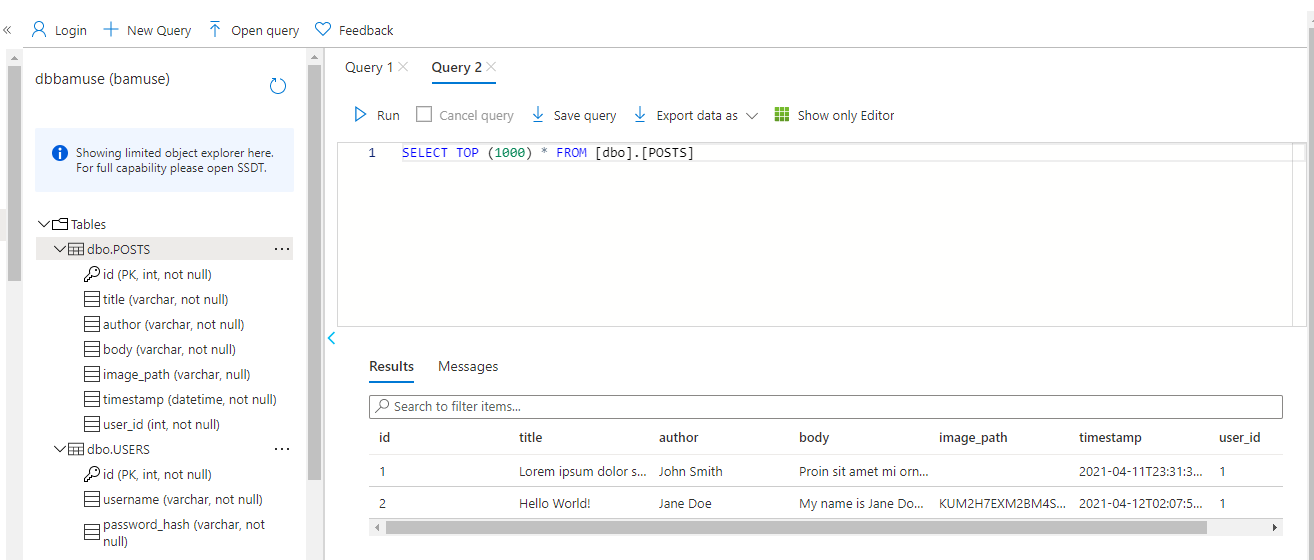 « Login New Query Open query Feedback
dbbamuse (bamuse)
Showing limited object explorer here.
For full capability please open SSDT.
Tables
dbo.POSTS ...
id (PK, int, not null)
title (varchar, not null)
author (varchar, not null)
body (varchar, not null)
image_path (varchar, null)
timestamp (datetime, not null)
user_id (int, not null)
dbo.USERS ...
id (PK, int, not null)
username (varchar, not null)
password_hash (varchar, not
null)
Query 1 Query 2
Run Cancel query Save query Export data as Show only Editor
1 SELECT TOP (1000) * FROM [dbo].[POSTS]
Results Messages
Search to filter items...
id title author body image_path timestamp user_id
1 Lorem ipsum dolor s... John Smith Proin sit amet mi orn... 2021-04-11T23:31:3... 1
2 Hello World! Jane Doe My name is Jane Do... KUM2H7EXM2BM4S... 2021-04-12T02:07:5... 1